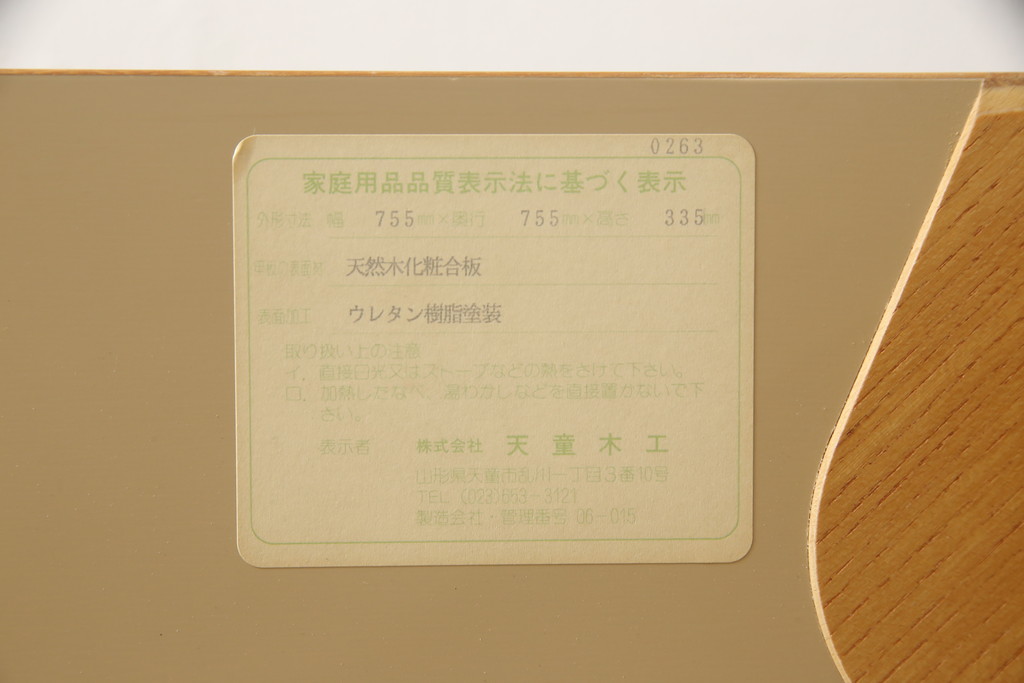 0263
家庭用品品質表示法に基づく表示
外形寸法 幅 755mm×奥行 755mm×高さ 335mm
甲板の表面材 天然木化粧合板
表面加工 ウレタン樹脂塗装
取り扱い上の注意
イ. 直接日光又はストーブなどの熱をさけて下さい。
ロ. 加熱したなべ、湯わかしなどを直接置かないで下
さい。
表示者 株式会社 天童木工
山形県天童市乱川一丁目3番10号
TEL (023)653-3121
製造会社・管理番号 06-016